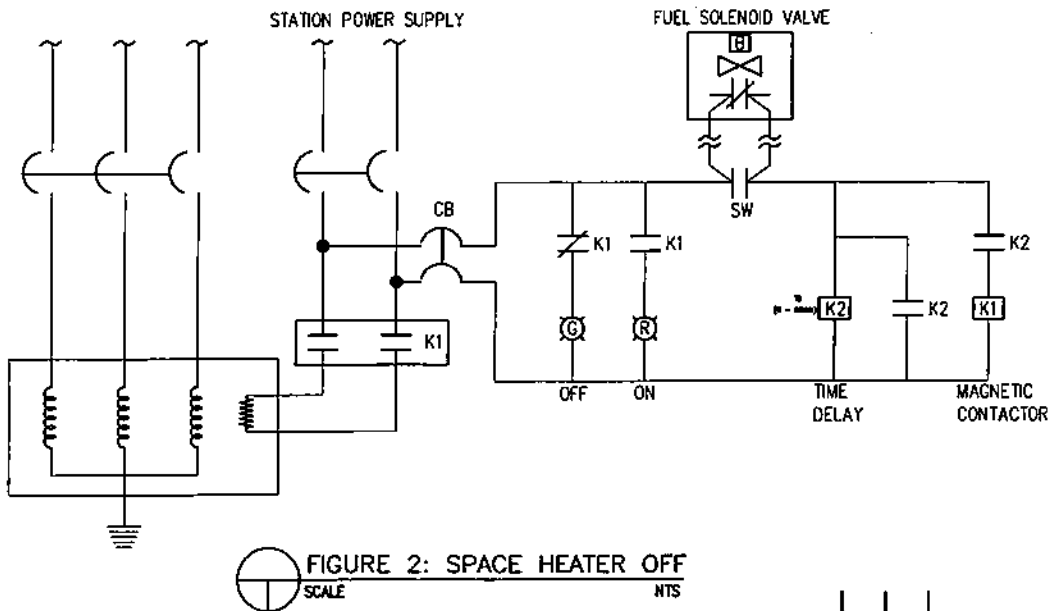 STATION POWER SUPPLY
FUEL SOLENOID VALVE
CB
SW
K1
K1
K2
K1
G
R
K2
K2
K1
OFF
ON
TIME
DELAY
MAGNETIC
CONTACTOR
FIGURE 2: SPACE HEATER OFF
SCALE
NTS